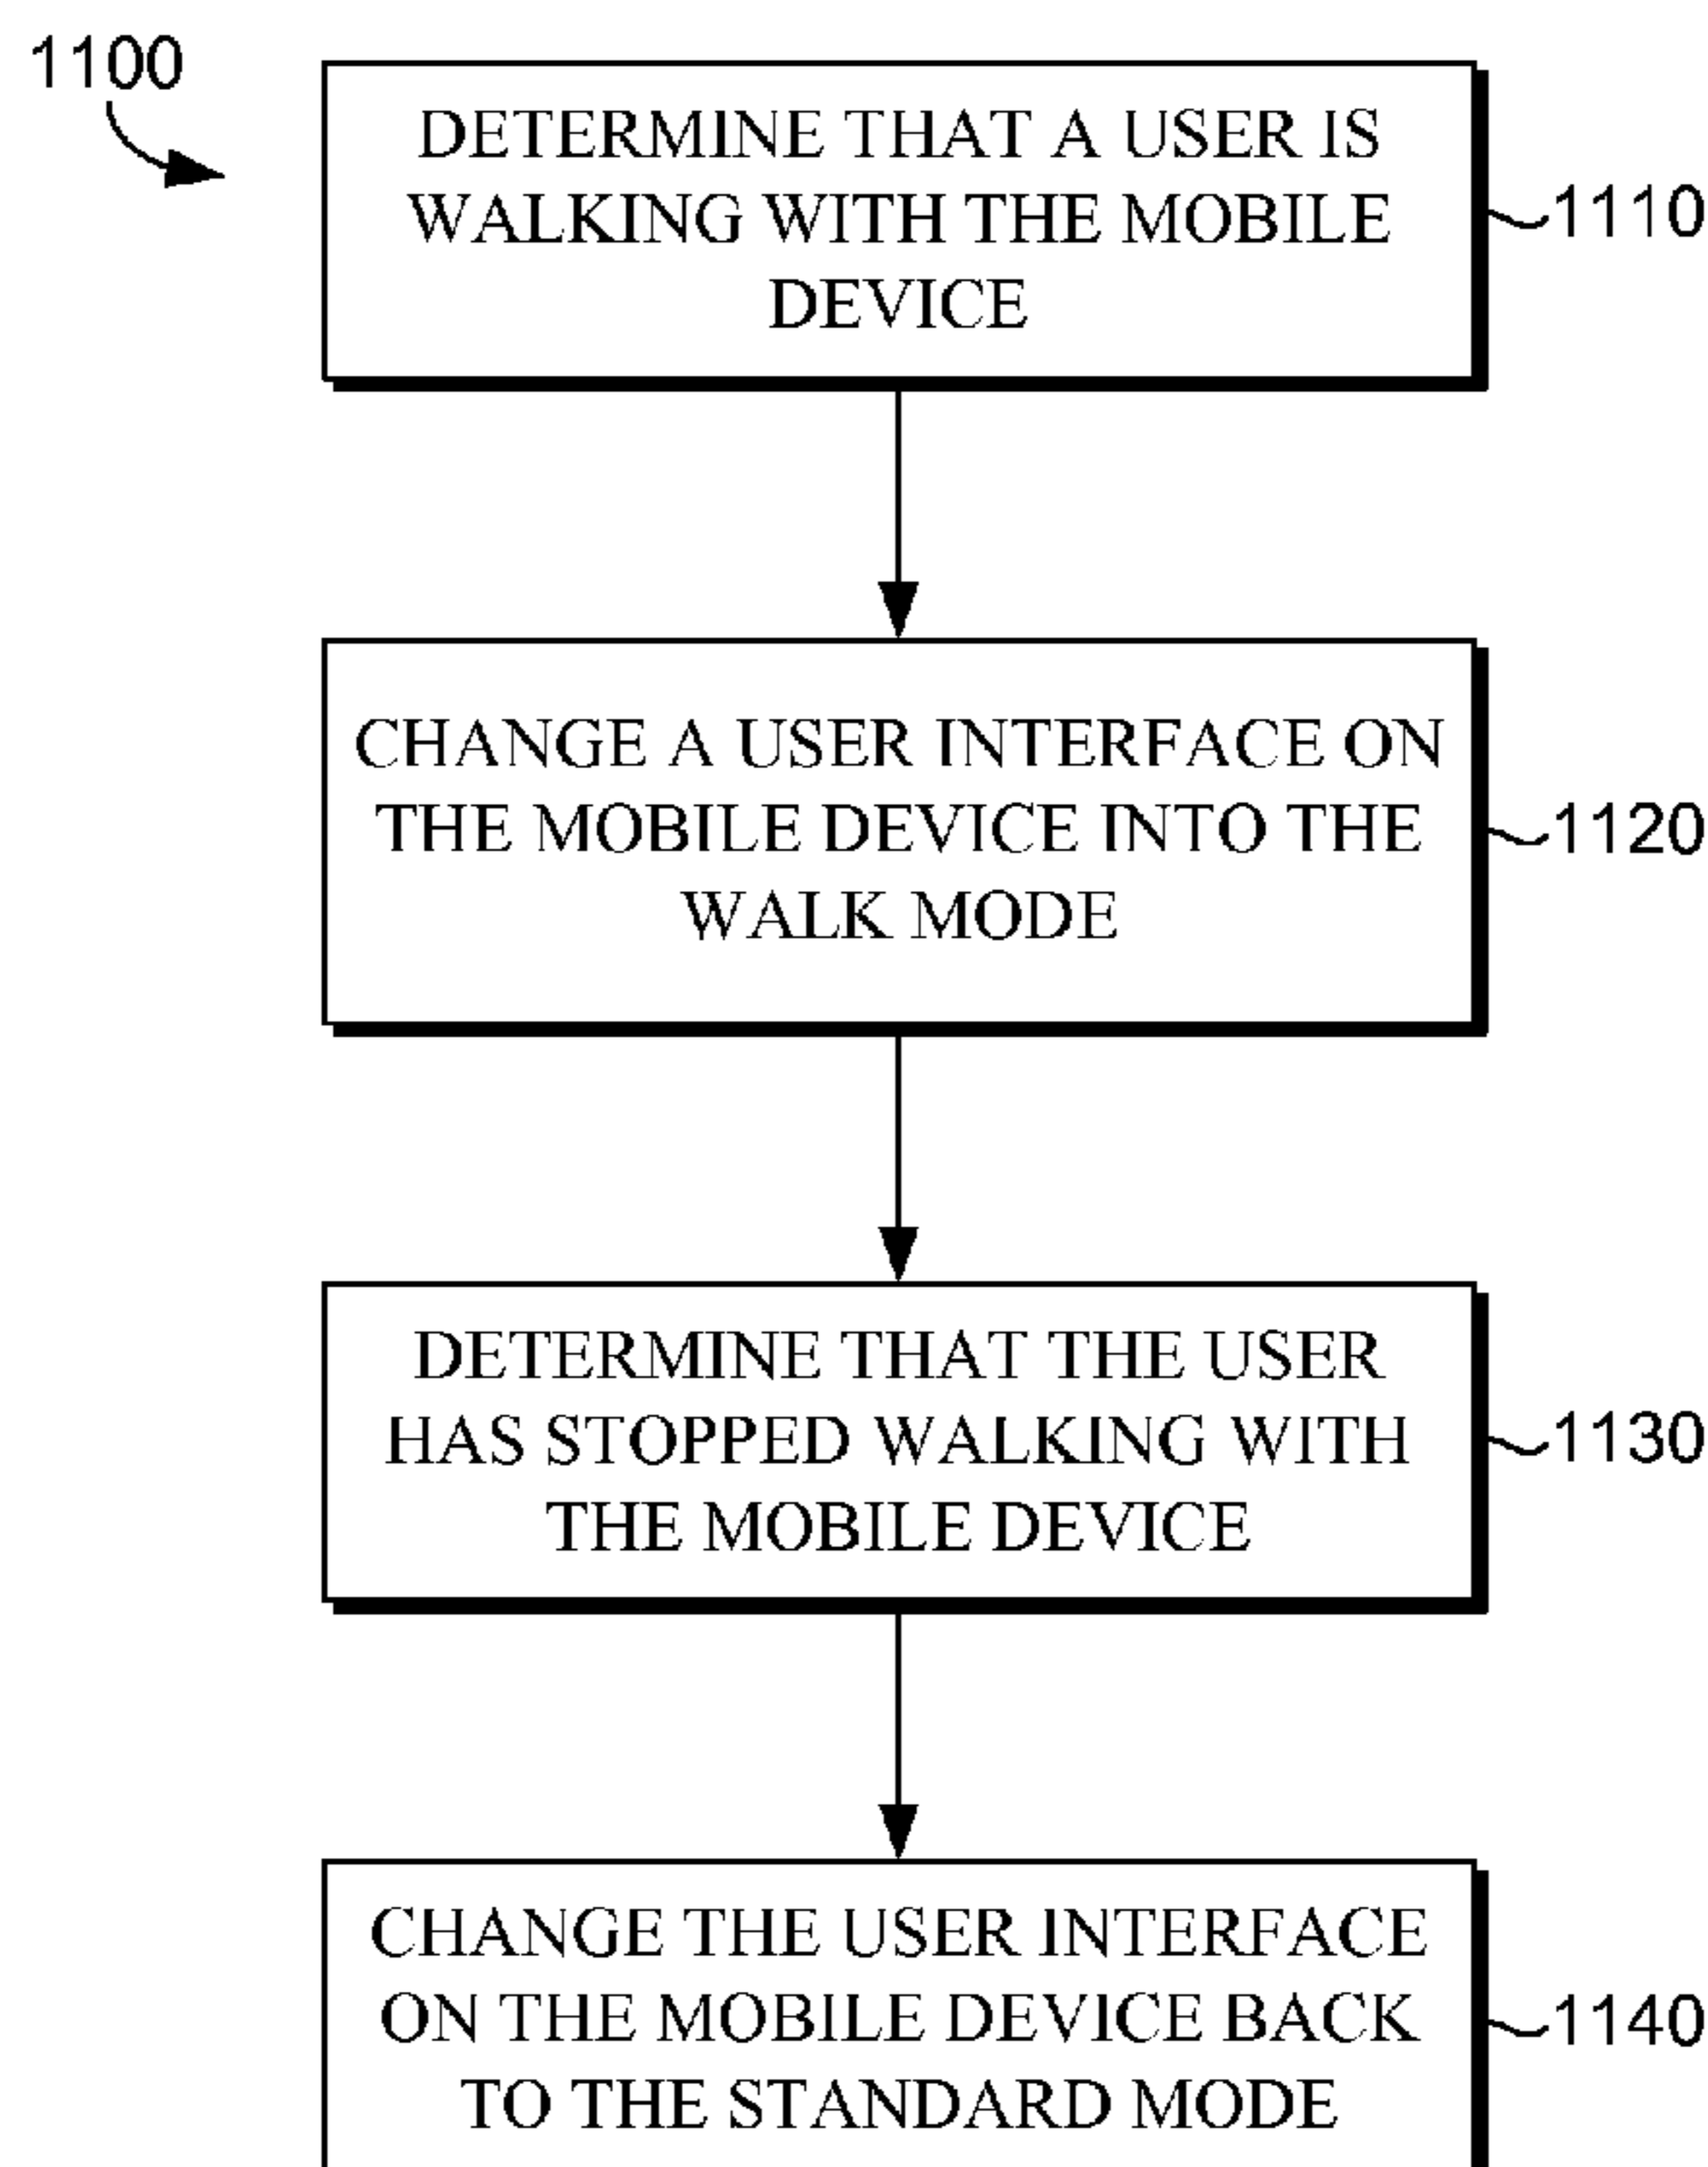 1100
DETERMINE THAT A USER IS
WALKING WITH THE MOBILE
DEVICE
1110
CHANGE A USER INTERFACE ON
THE MOBILE DEVICE INTO THE
WALK MODE
1120
DETERMINE THAT THE USER
HAS STOPPED WALKING WITH
THE MOBILE DEVICE
1130
CHANGE THE USER INTERFACE
ON THE MOBILE DEVICE BACK
TO THE STANDARD MODE
1140